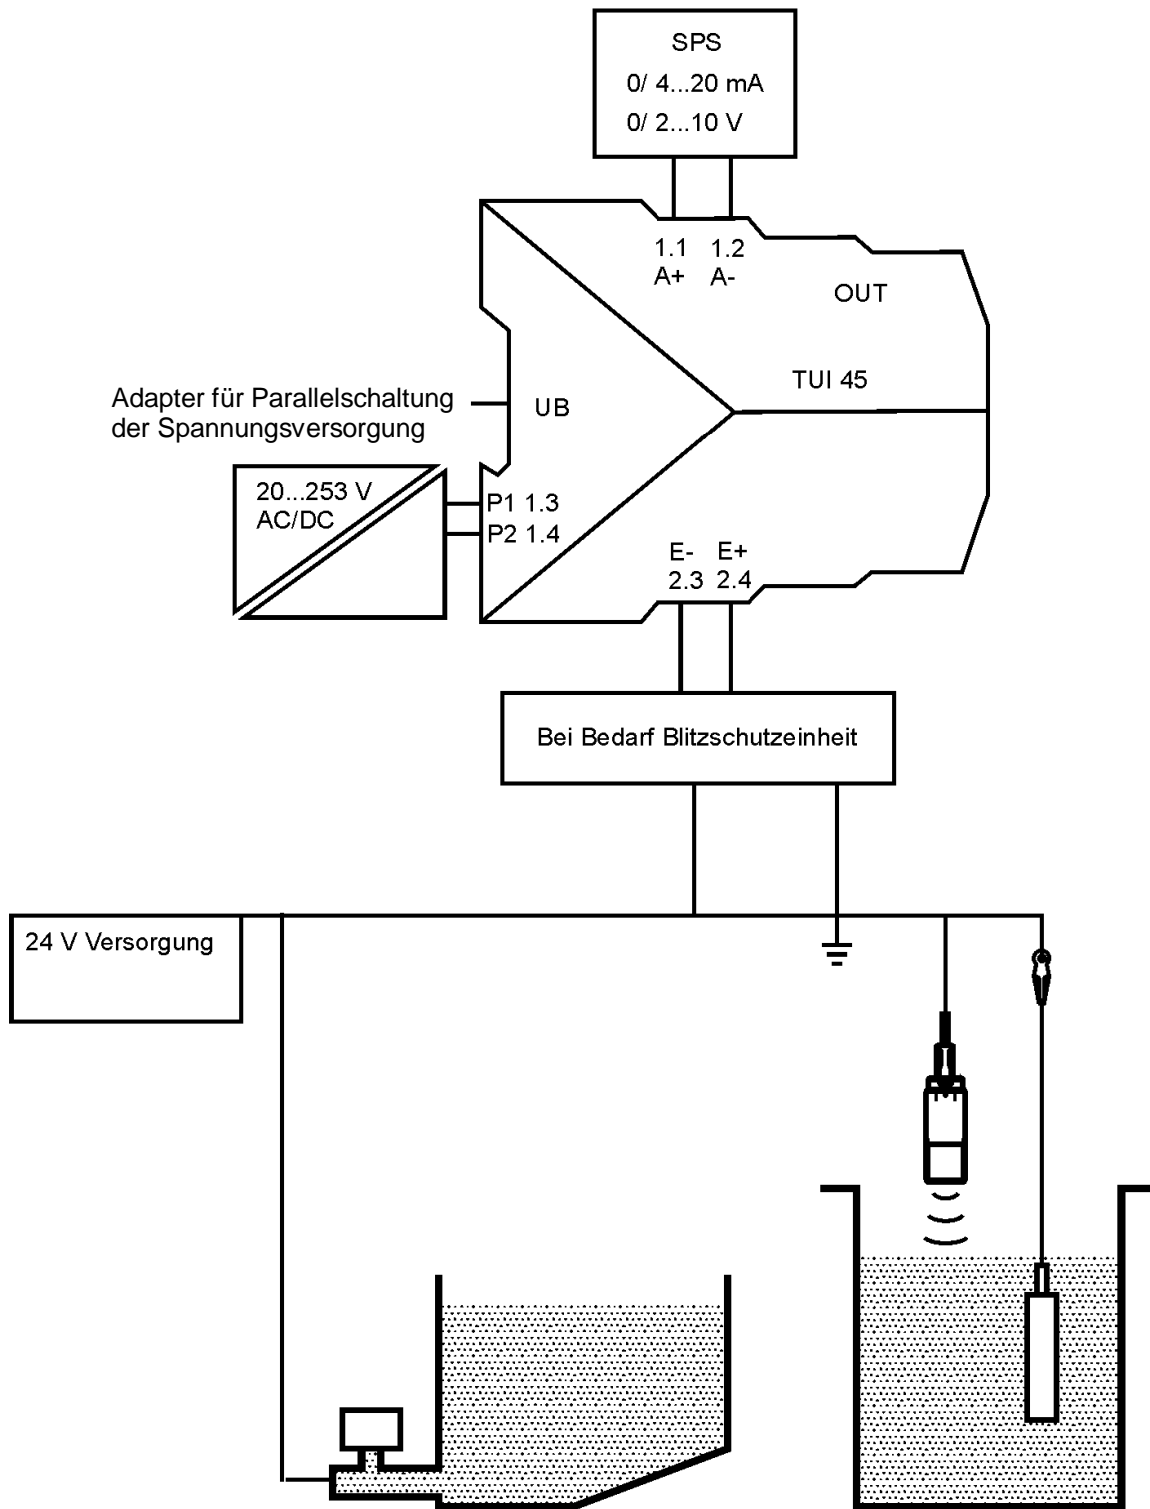 SPS
0/ 4...20 mA
0/ 2...10 V
1.1 1.2
A+ A-
OUT
TUI 45
Adapter für Parallelschaltung
der Spannungsversorgung
UB
20...253 V
AC/DC
P1 1.3
P2 1.4
E- E+
2.3 2.4
Bei Bedarf Blitzschutzeinheit
24 V Versorgung